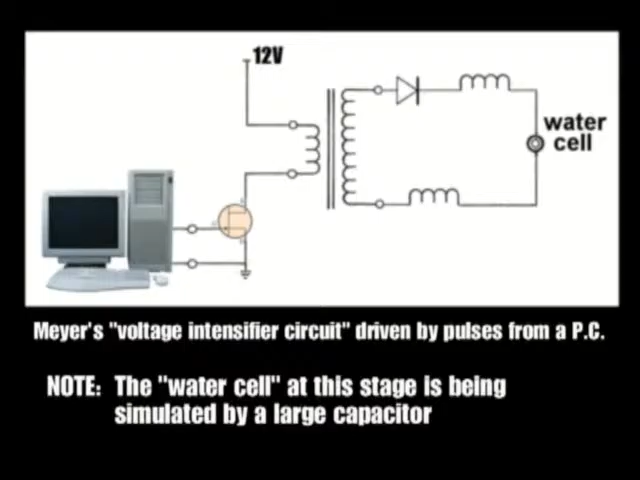 12V
water
cell
Meyer's "voltage intensifier circuit" driven by pulses from a P.C.
NOTE: The "water cell" at this stage is being
simulated by a large capacitor